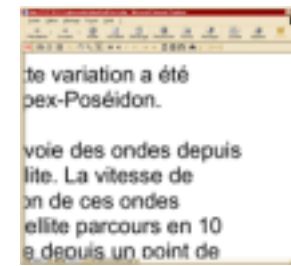 te variation a été
pex-Poséidon.
voie des ondes depuis
lite. La vitesse de
on de ces ondes
ellite parcours en 10
e depuis un point de